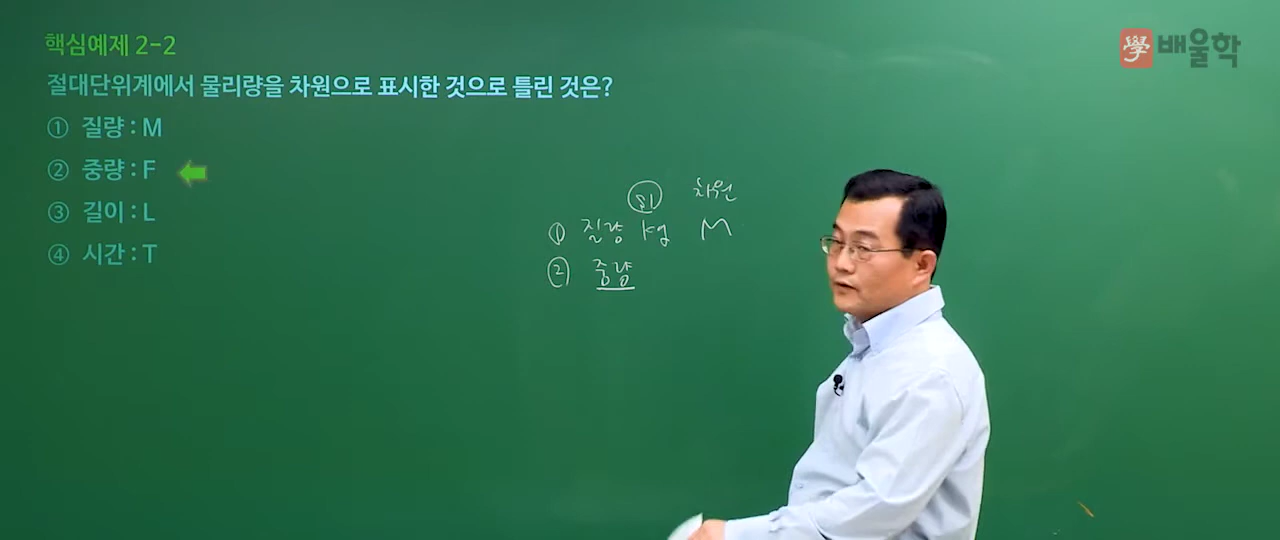 핵심예제 2-2
學 배울학
절대단위계에서 물리량을 차원으로 표시한 것으로 틀린 것은?
① 질량 : M
② 중량 : F
③ 길이 : L
④ 시간 : T
SI 차원
① 질량 kg M
② 중량